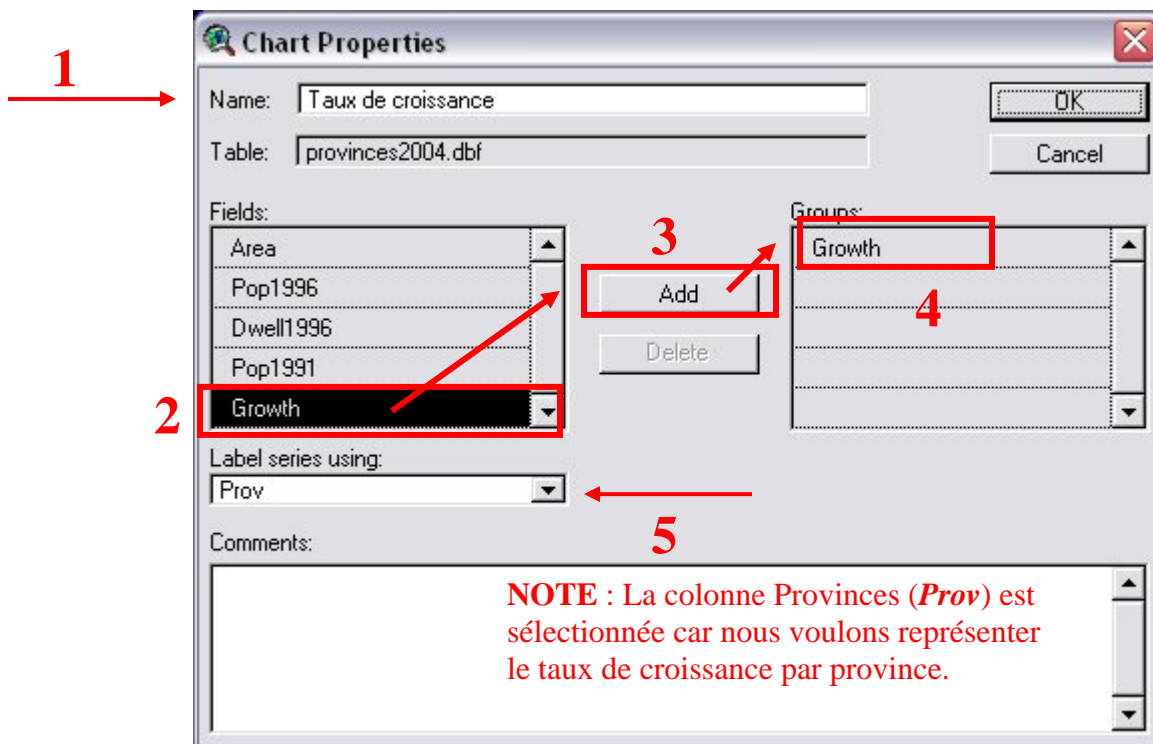 Chart Properties
1
Name: Taux de croissance
OK
Table: provinces2004.dbf
Cancel
Fields:
Groups:
Area
Pop1996
Dwell1996
Pop1991
Growth
2
3
Add
Delete
Growth
4
Label series using:
Prov
5
Comments:
NOTE : La colonne Provinces (Prov) est
sélectionnée car nous voulons représenter
le taux de croissance par province.